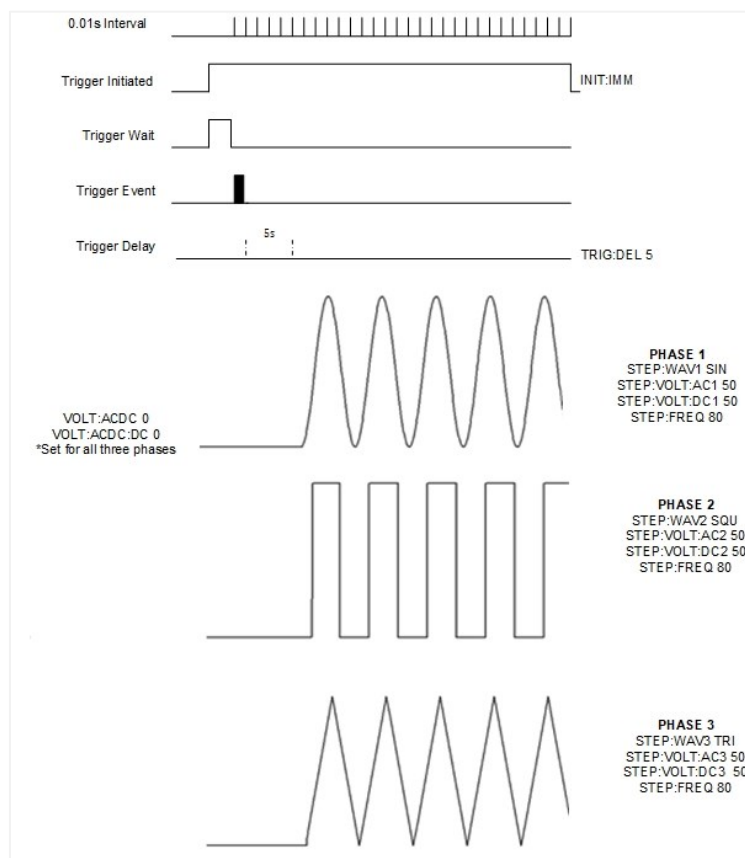 0.01s Interval
Trigger Initiated
INIT:IMM
Trigger Wait
Trigger Event
5s
Trigger Delay
TRIG:DEL 5
PHASE 1
STEP:WAV1 SIN
STEP:VOLT:AC1 50
STEP:VOLT:DC1 50
STEP:FREQ 80
VOLT:ACDC 0
VOLT:ACDC:DC 0
*Set for all three phases
PHASE 2
STEP:WAV2 SQU
STEP:VOLT:AC2 50
STEP:VOLT:DC2 50
STEP:FREQ 80
PHASE 3
STEP:WAV3 TRI
STEP:VOLT:AC3 50
STEP:VOLT:DC3 50
STEP:FREQ 80